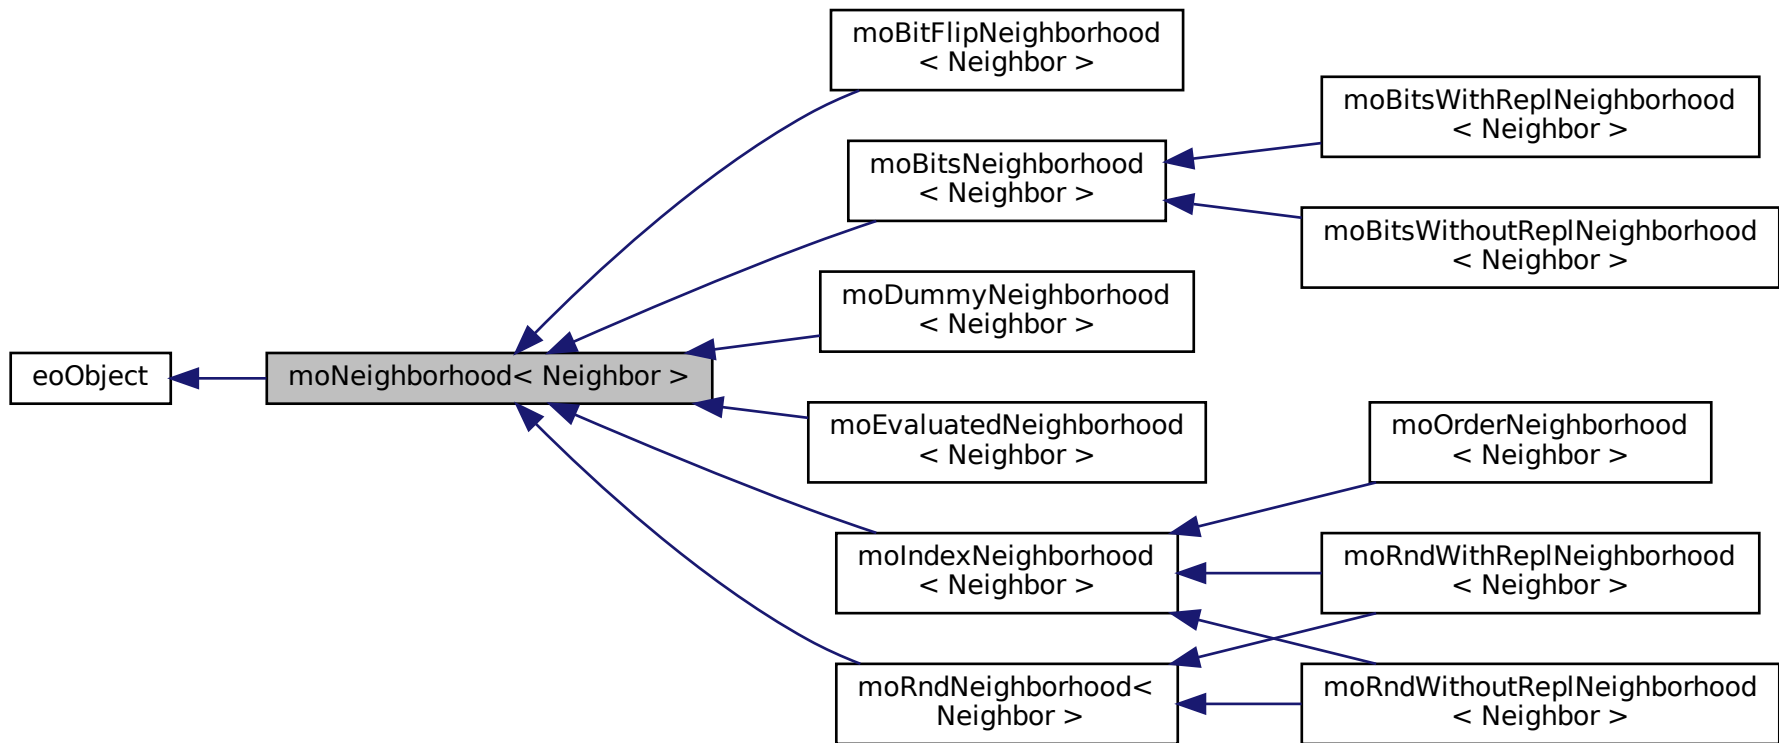 moBitFlipNeighborhood
< Neighbor >
moBitsWithReplNeighborhood
< Neighbor >
moBitsNeighborhood
< Neighbor >
moBitsWithoutReplNeighborhood
< Neighbor >
moDummyNeighborhood
< Neighbor >
eoObject
moNeighborhood< Neighbor >
moEvaluatedNeighborhood
< Neighbor >
moOrderNeighborhood
< Neighbor >
moIndexNeighborhood
< Neighbor >
moRndWithReplNeighborhood
< Neighbor >
moRndNeighborhood<
Neighbor >
moRndWithoutReplNeighborhood
< Neighbor >